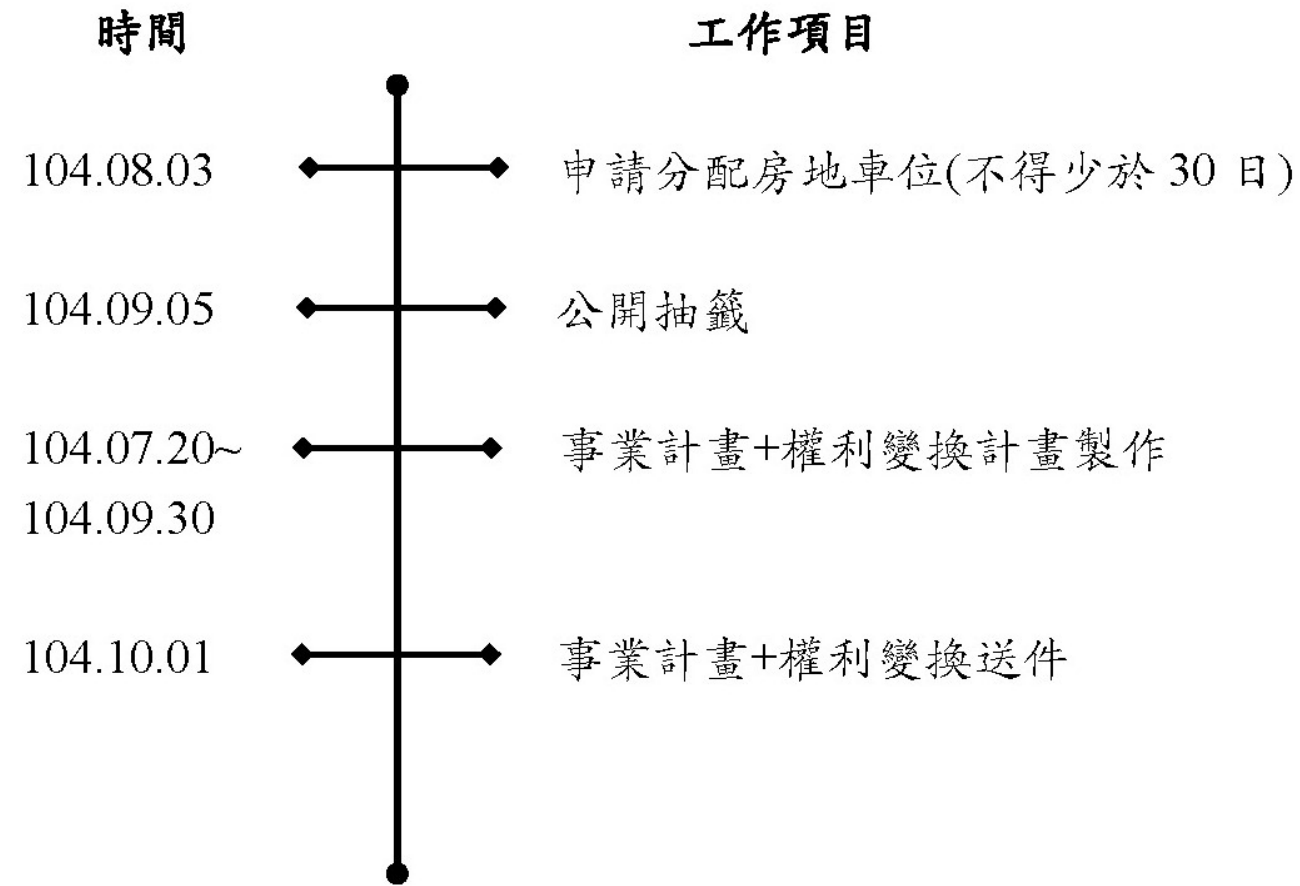 時間 工作項目
104.08.03 申請分配房地車位(不得少於 30 日)
104.09.05 公開抽籤
104.07.20~ 事業計畫+權利變換計畫製作
104.09.30
104.10.01 事業計畫+權利變換送件